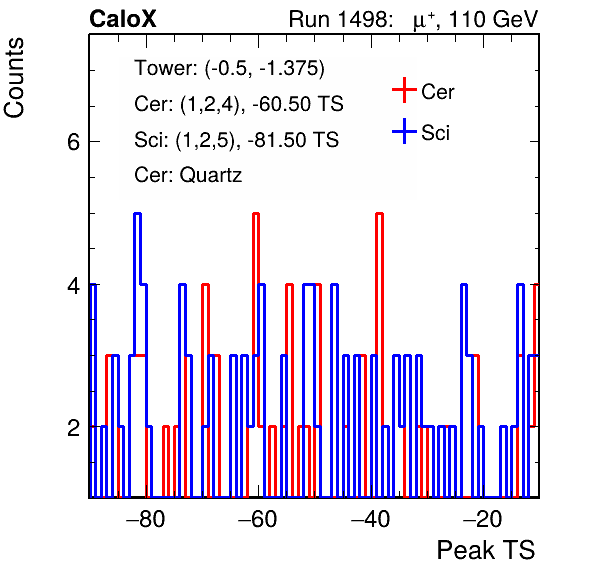 CaloX Run 1498: μ⁺, 110 GeV
Counts
Tower: (-0.5, -1.375)
Cer: (1,2,4), -60.50 TS
Sci: (1,2,5), -81.50 TS
Cer: Quartz
Cer
Sci
6
4
2
−80 −60 −40 −20
Peak TS